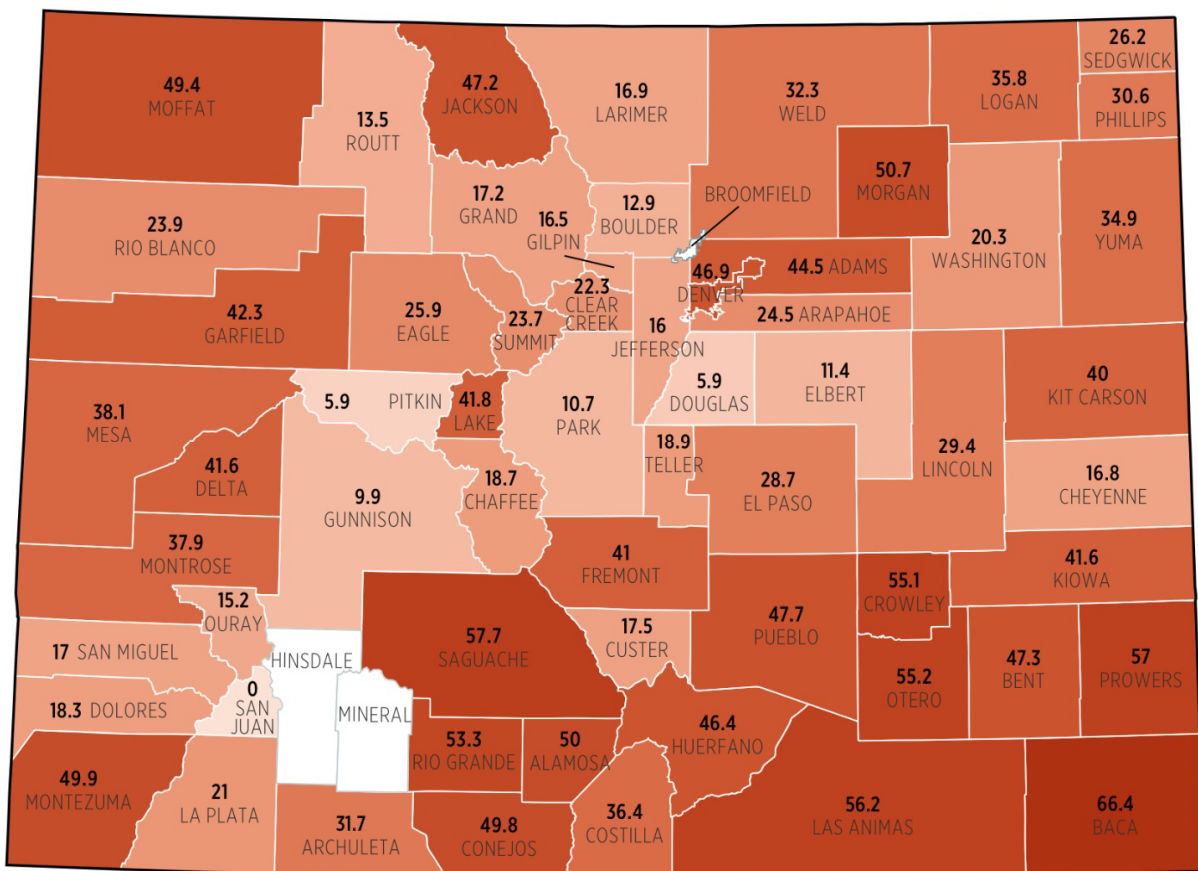 49.4
MOFFAT
13.5
ROUTT
47.2
JACKSON
16.9
LARIMER
32.3
WELD
35.8
LOGAN
26.2
SEDGWICK
30.6
PHILLIPS
50.7
MORGAN
BROOMFIELD
23.9
RIO BLANCO
17.2
GRAND
16.5
GILPIN
12.9
BOULDER
20.3
WASHINGTON
34.9
YUMA
42.3
GARFIELD
25.9
EAGLE
23.7
SUMMIT
22.3
CLEAR
CREEK
16
JEFFERSON
46.9
DENVER
44.5 ADAMS
24.5 ARAPAHOE
38.1
MESA
5.9 PITKIN
41.8
LAKE
10.7
PARK
5.9
DOUGLAS
11.4
ELBERT
40
KIT CARSON
41.6
DELTA
9.9
GUNNISON
18.7
CHAFFEE
18.9
TELLER
28.7
EL PASO
29.4
LINCOLN
16.8
CHEYENNE
37.9
MONTROSE
41
FREMONT
55.1
CROWLEY
41.6
KIOWA
15.2
OURAY
17 SAN MIGUEL
HINSDALE
57.7
SAGUACHE
17.5
CUSTER
47.7
PUEBLO
55.2
OTERO
47.3
BENT
57
PROWERS
18.3 DOLORES
0
SAN
JUAN
MINERAL
53.3
RIO GRANDE
50
ALAMOSA
46.4
HUERFANO
49.9
MONTEZUMA
21
LA PLATA
31.7
ARCHULETA
49.8
CONEJOS
36.4
COSTILLA
56.2
LAS ANIMAS
66.4
BACA